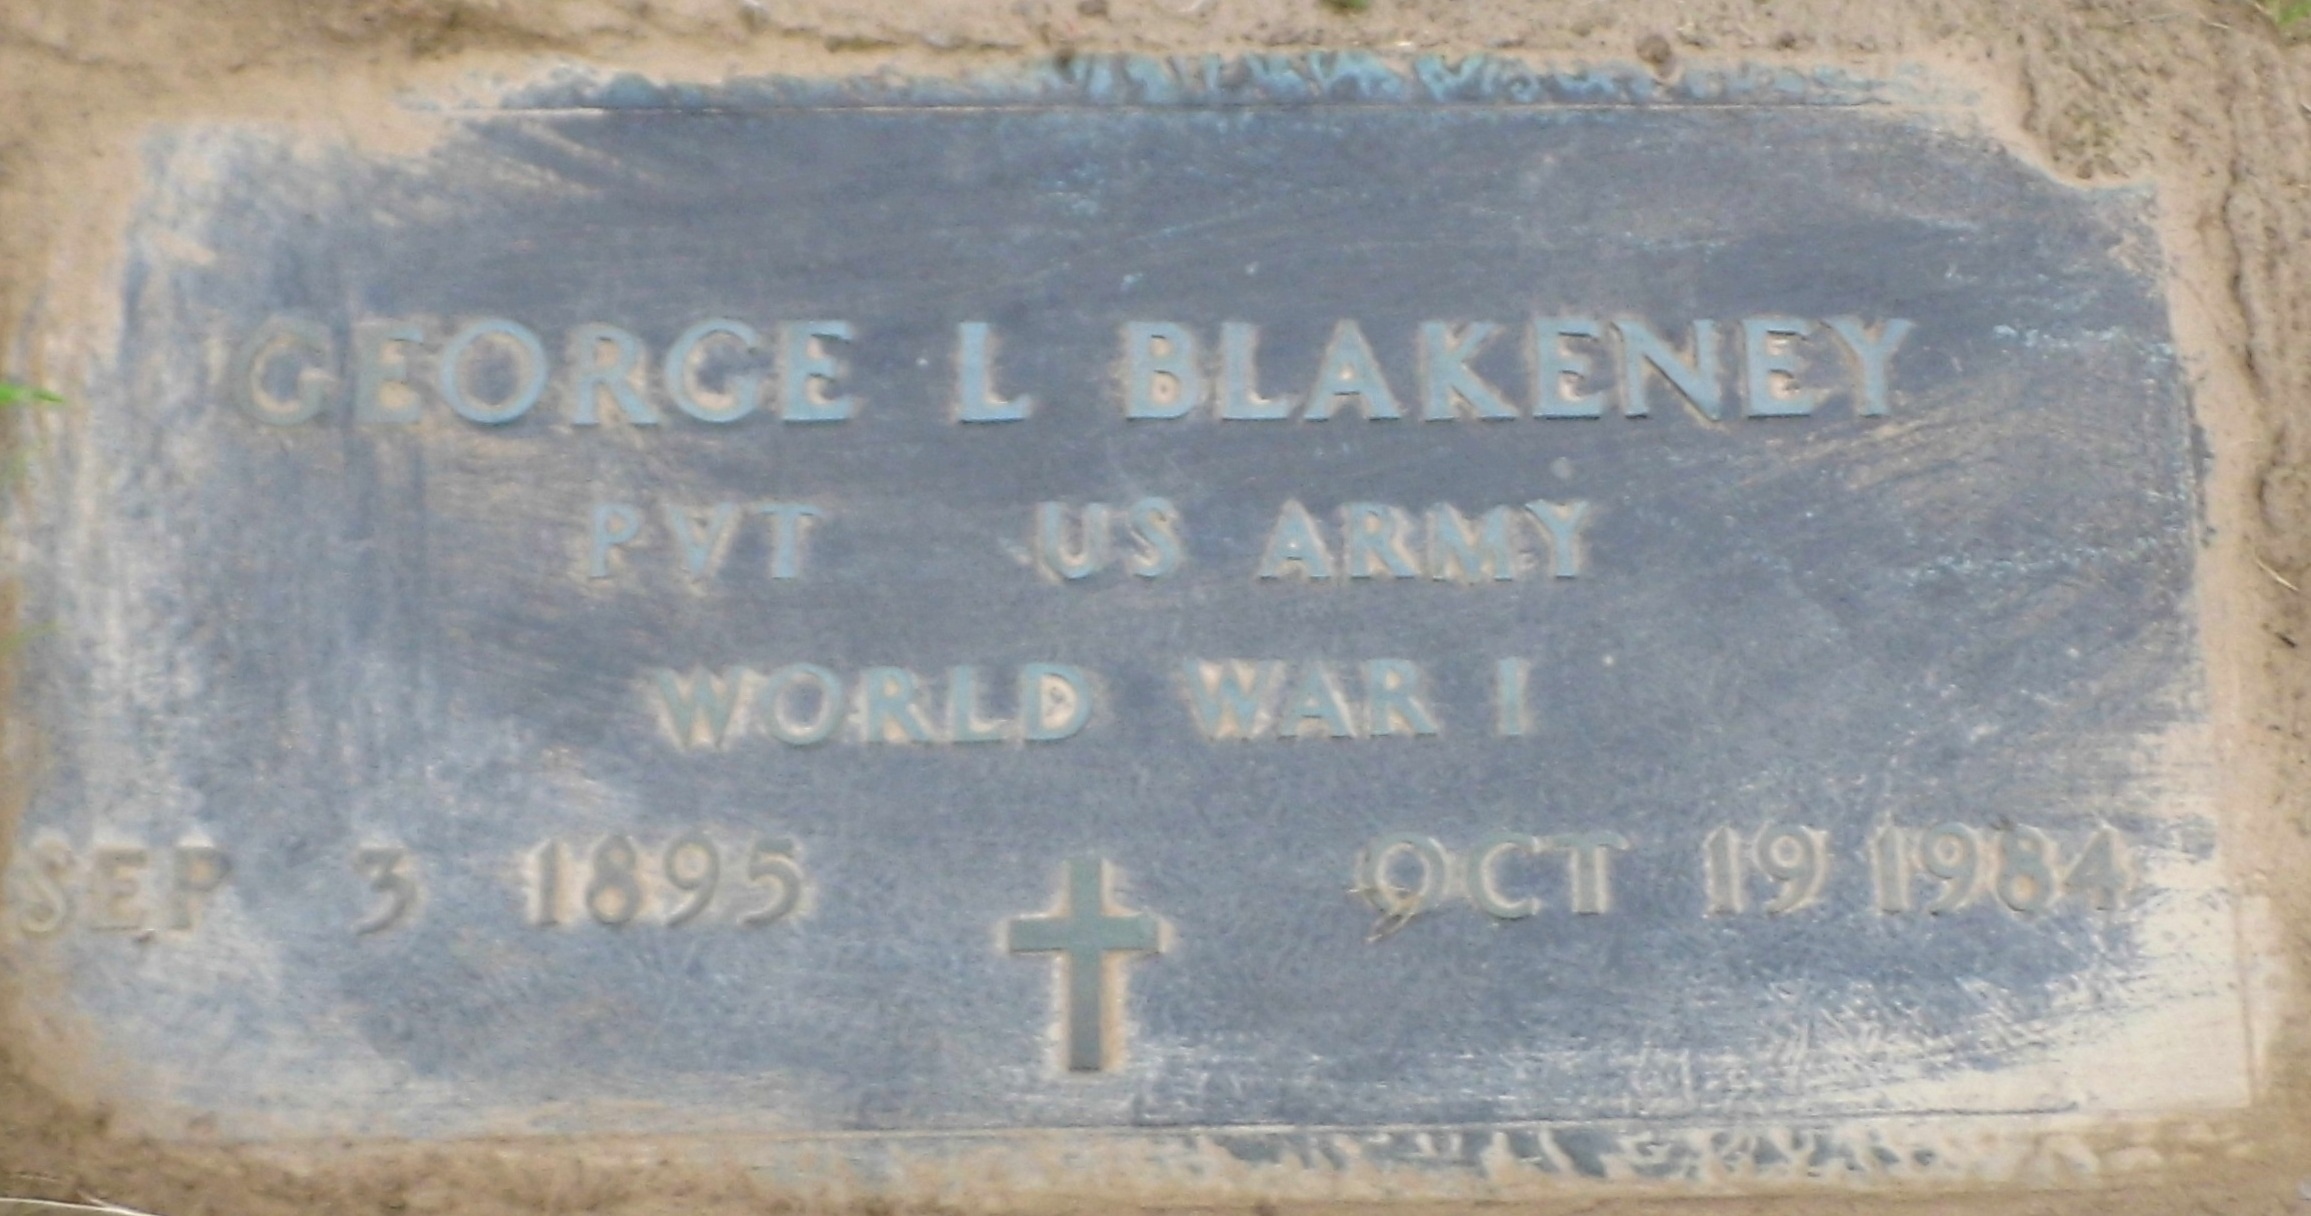 GEORGE L BLAKENEY
PVT US ARMY
WORLD WAR I
SEP 3 1895 OCT 19 1984